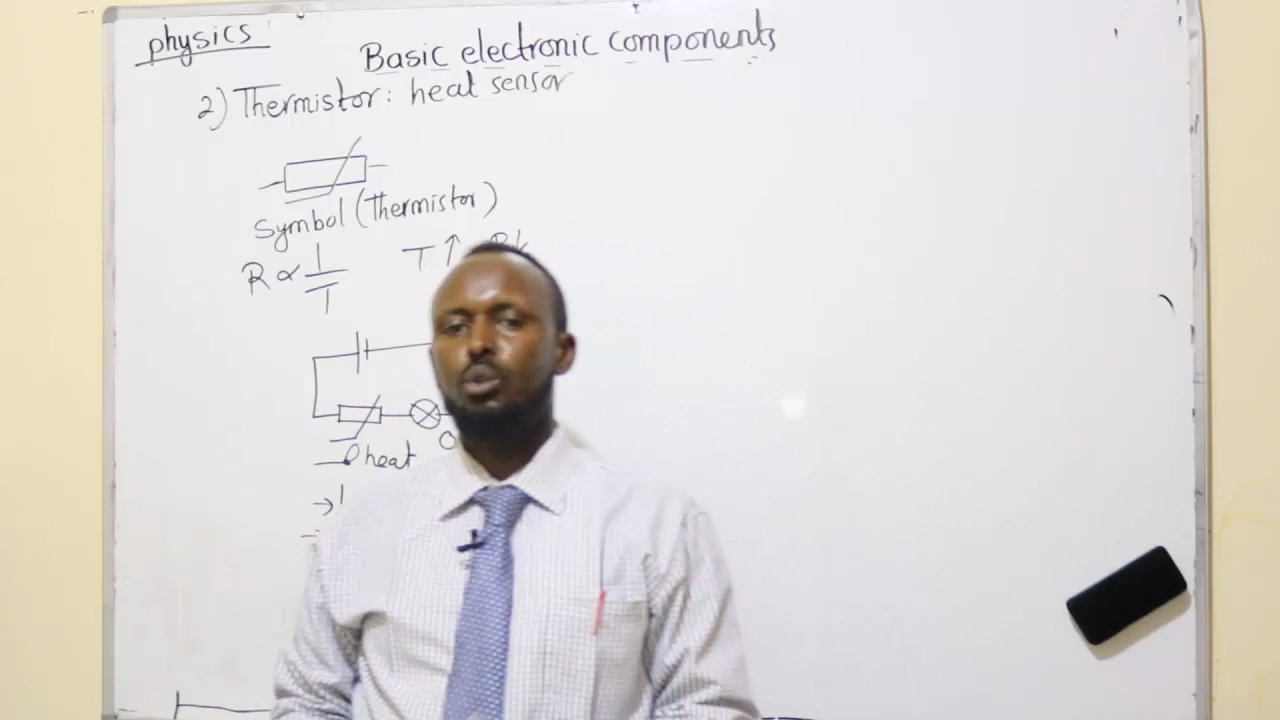 physics
Basic electronic components
2) Thermistor: heat sensor
Symbol (Thermistor)
R ∝ 1/T
T ↑ R↓
heat